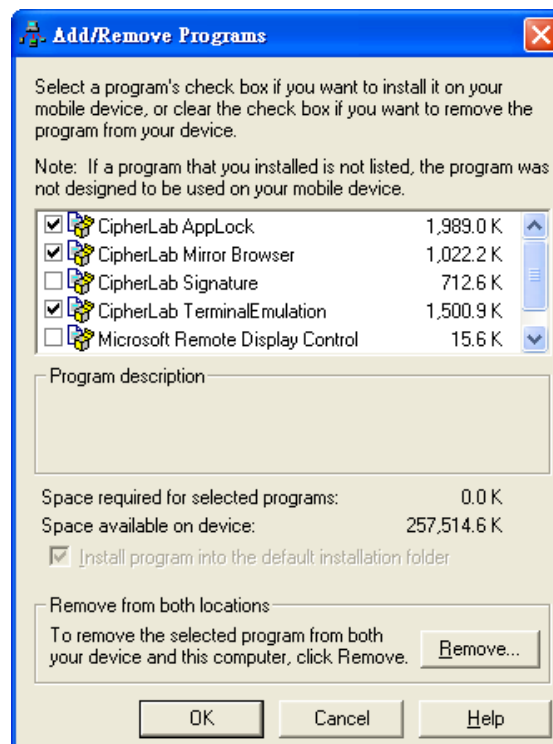 Add/Remove Programs
Select a program's check box if you want to install it on your
mobile device, or clear the check box if you want to remove the
program from your device.
Note: If a program that you installed is not listed, the program was
not designed to be used on your mobile device.
CipherLab AppLock 1,989.0 K
CipherLab Mirror Browser 1,022.2 K
CipherLab Signature 712.6 K
CipherLab TerminalEmulation 1,500.9 K
Microsoft Remote Display Control 15.6 K
Program description
Space required for selected programs: 0.0 K
Space available on device: 257,514.6 K
Install program into the default installation folder
Remove from both locations
To remove the selected program from both
your device and this computer, click Remove.
Remove...
OK Cancel Help